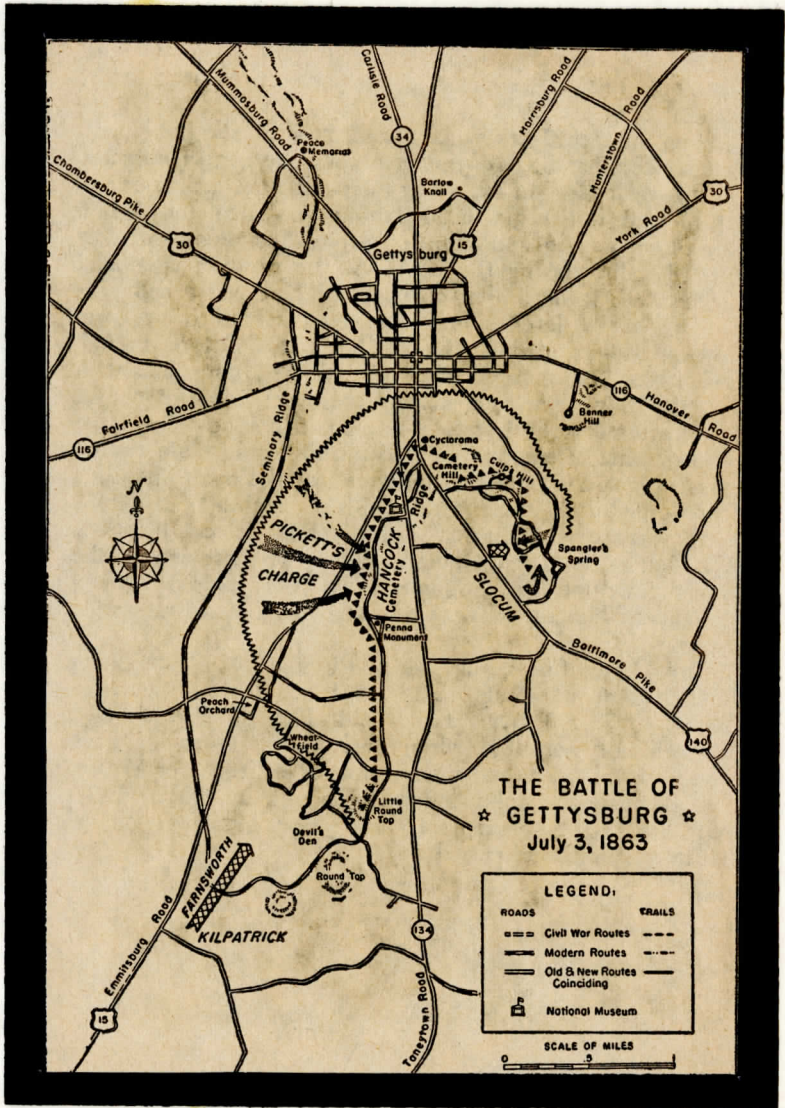 Mummasburg Road
Carlisle Road
34
Harrisburg Road
Hunterstown Road
30
York Road
Peace
Memorial
Chambersburg Pike
30
Barlow
Knoll
15
Gettysburg
Fairfield Road
116
Seminary Ridge
116
Hanover Road
Benner
Hill
Cyclorama
Cemetery
Hill
Culp's Hill
Ridge
N
PICKETT'S
CHARGE
HANCOCK
Cemetery
Spangler's
Spring
SLOCUM
Penna
Monument
Baltimore Pike
140
Peach
Orchard
Wheat
field
Little
Round
Top
Devil's
Den
Round Top
FARNSWORTH
KILPATRICK
Emmitsburg Road
15
134
Taneytown Road
THE BATTLE OF
GETTYSBURG
July 3, 1863
LEGEND:
ROADS TRAILS
Civil War Routes
Modern Routes
Old & New Routes
Coinciding
National Museum
SCALE OF MILES
0 .5 1